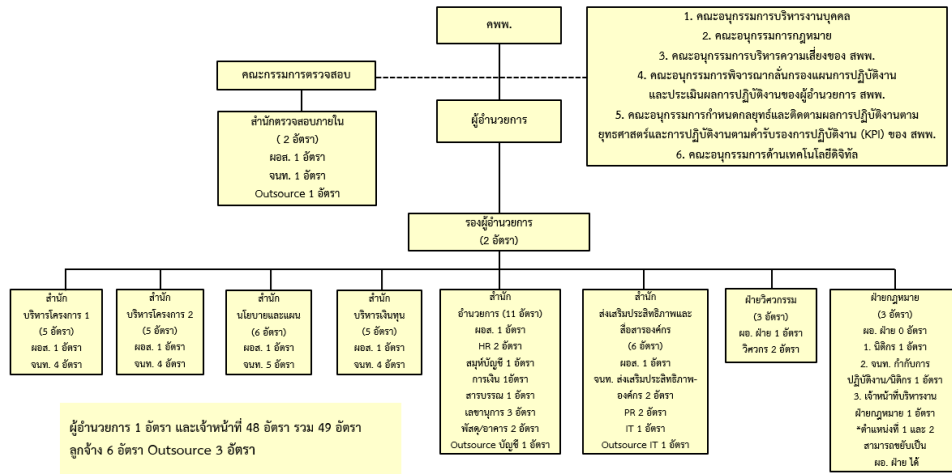 คพพ.
1. คณะอนุกรรมการบริหารงานบุคคล
2. คณะอนุกรรมการกฎหมาย
3. คณะอนุกรรมการบริหารความเสี่ยงของ สพพ.
4. คณะอนุกรรมการพิจารณากลั่นกรองแผนการปฏิบัติงาน
และประเมินผลการปฏิบัติงานของผู้อำนวยการ สพพ.
5. คณะอนุกรรมการกำหนดกลยุทธ์และติดตามผลการปฏิบัติงานตาม
ยุทธศาสตร์และการปฏิบัติงานตามคำรับรองการปฏิบัติงาน (KPI) ของ สพพ.
6. คณะอนุกรรมการด้านเทคโนโลยีดิจิทัล
คณะกรรมการตรวจสอบ
สำนักตรวจสอบภายใน
( 2 อัตรา)
ผอส. 1 อัตรา
จนท. 1 อัตรา
Outsource 1 อัตรา
ผู้อำนวยการ
รองผู้อำนวยการ
(2 อัตรา)
สำนัก
บริหารโครงการ 1
(5 อัตรา)
ผอส. 1 อัตรา
จนท. 4 อัตรา
สำนัก
บริหารโครงการ 2
(5 อัตรา)
ผอส. 1 อัตรา
จนท. 4 อัตรา
สำนัก
นโยบายและแผน
(6 อัตรา)
ผอส. 1 อัตรา
จนท. 5 อัตรา
สำนัก
บริหารเงินทุน
(5 อัตรา)
ผอส. 1 อัตรา
จนท. 4 อัตรา
สำนัก
อำนวยการ (11 อัตรา)
ผอส. 1 อัตรา
HR 2 อัตรา
สมุห์บัญชี 1 อัตรา
การเงิน 1อัตรา
สารบรรณ 1 อัตรา
เลขานุการ 3 อัตรา
พัสดุ/อาคาร 2 อัตรา
Outsource บัญชี 1 อัตรา
สำนัก
ส่งเสริมประสิทธิภาพและ
สื่อสารองค์กร
(6 อัตรา)
ผอส. 1 อัตรา
จนท. ส่งเสริมประสิทธิภาพ-
องค์กร 2 อัตรา
PR 2 อัตรา
IT 1 อัตรา
Outsource IT 1 อัตรา
ฝ่ายวิศวกรรม
(3 อัตรา)
ผอ. ฝ่าย 1 อัตรา
วิศวกร 2 อัตรา
ฝ่ายกฎหมาย
(3 อัตรา)
ผอ. ฝ่าย 0 อัตรา
1. นิติกร 1 อัตรา
2. จนท. กำกับการ
ปฏิบัติงาน/นิติกร 1 อัตรา
3. เจ้าหน้าที่บริหารงาน
ฝ่ายกฎหมาย 1 อัตรา
*ตำแหน่งที่ 1 และ 2
สามารถขยับเป็น
ผอ. ฝ่าย ได้
ผู้อำนวยการ 1 อัตรา และเจ้าหน้าที่ 48 อัตรา รวม 49 อัตรา
ลูกจ้าง 6 อัตรา Outsource 3 อัตรา